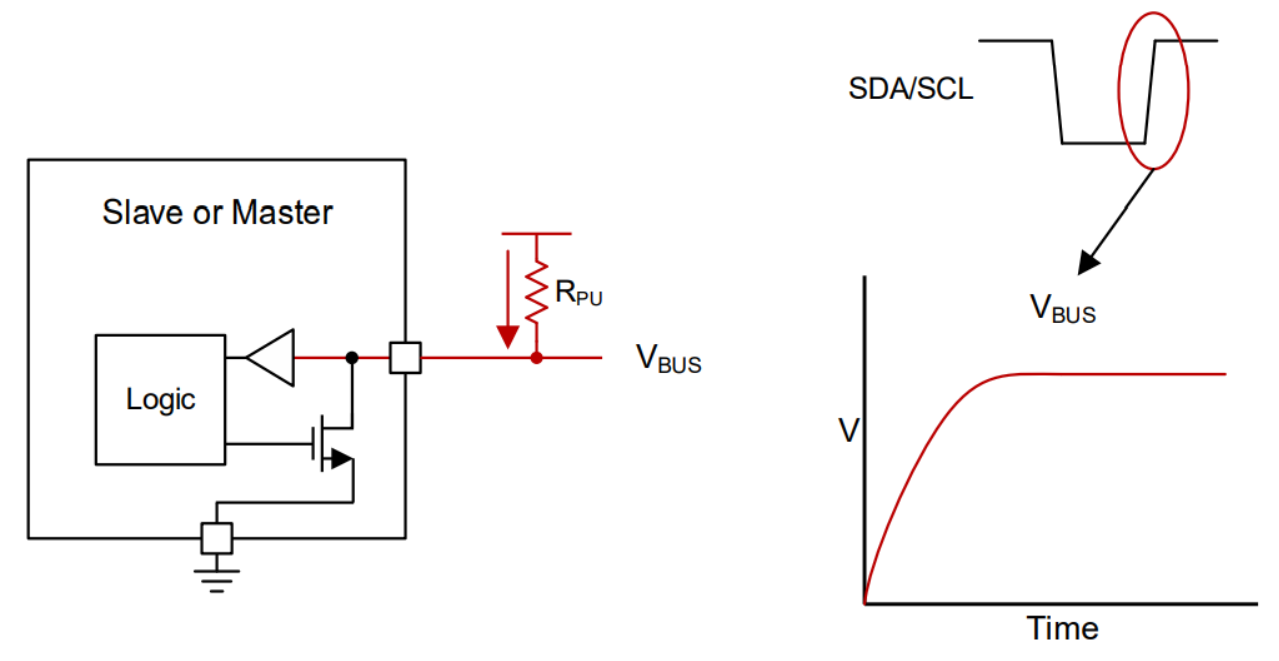 SDA/SCL
Slave or Master
RPU
VBUS
VBUS
Logic
V
Time